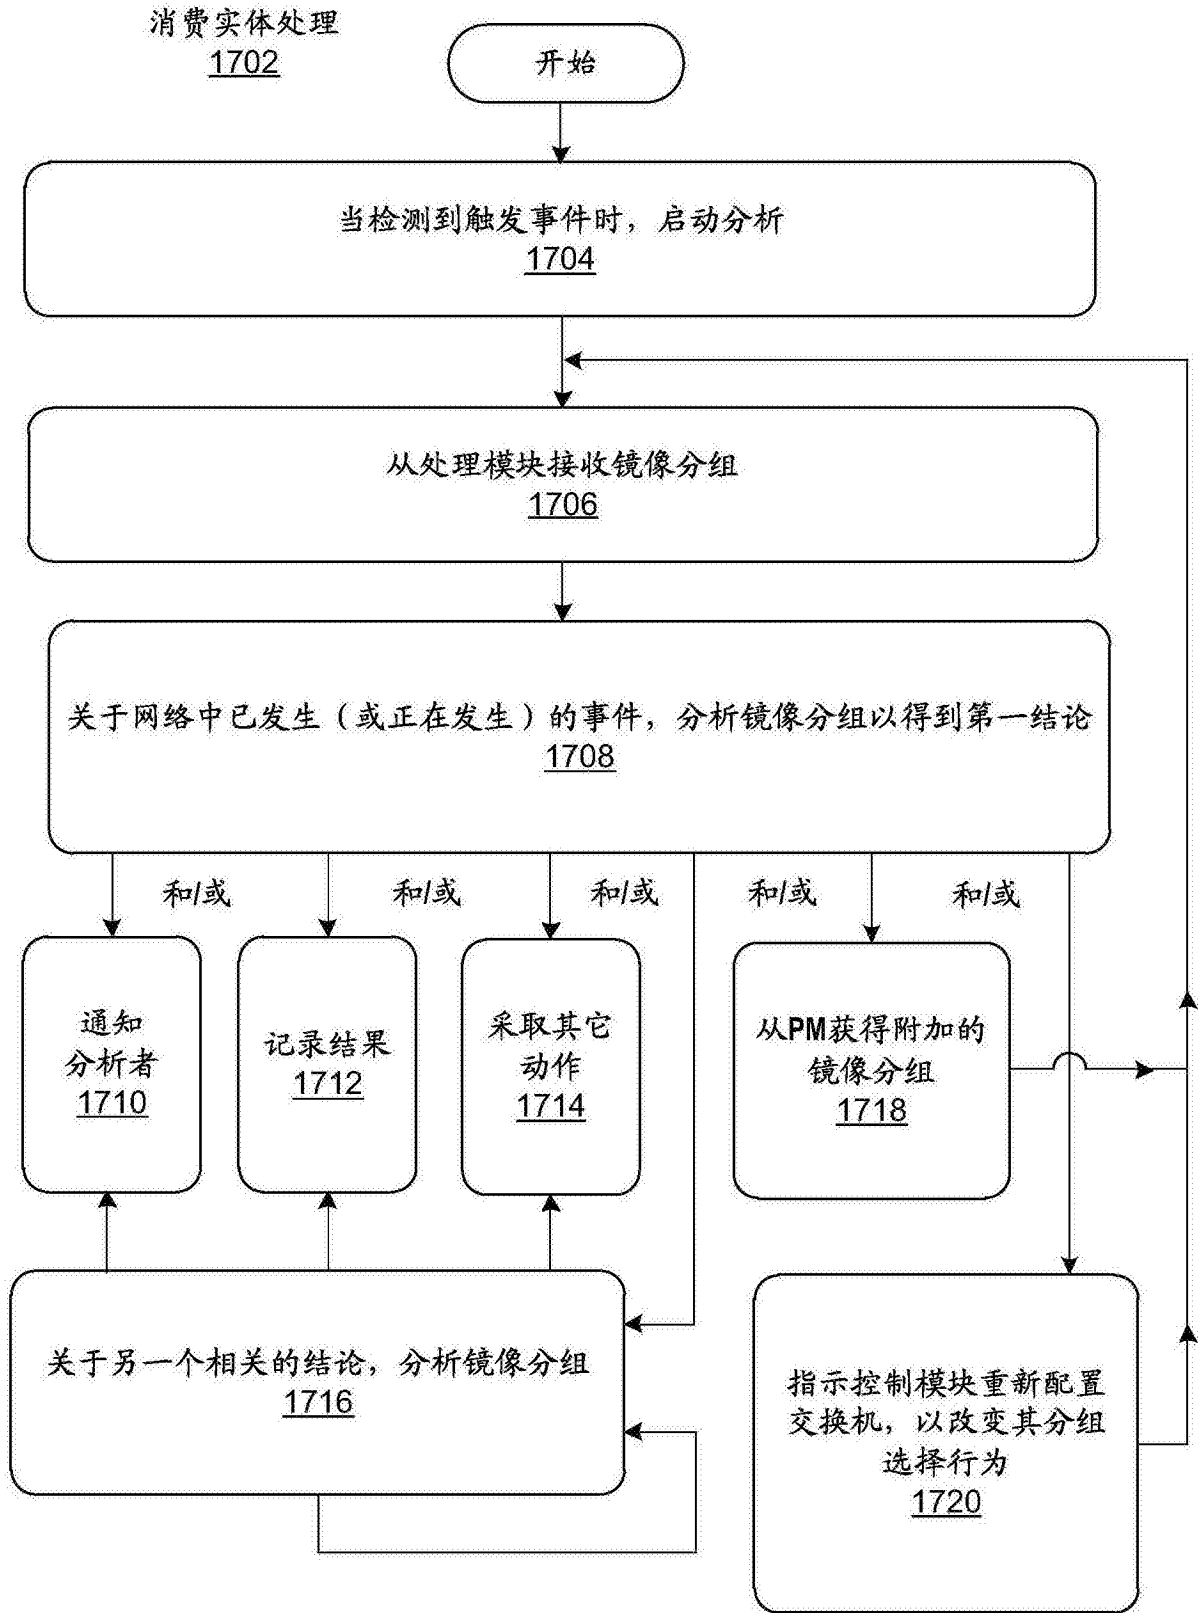 消费实体处理
1702
开始
当检测到触发事件时，启动分析
1704
从处理模块接收镜像分组
1706
关于网络中已发生（或正在发生）的事件，分析镜像分组以得到第一结论
1708
和/或
和/或
和/或
和/或
和/或
通知
分析者
1710
记录结果
1712
采取其它
动作
1714
从PM获得附加的
镜像分组
1718
关于另一个相关的结论，分析镜像分组
1716
指示控制模块重新配置
交换机，以改变其分组
选择行为
1720